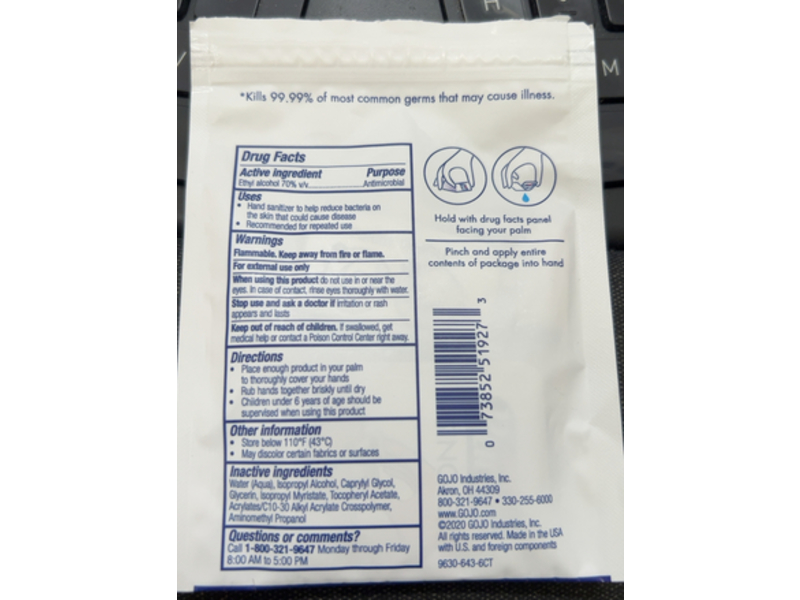 H
M
*Kills 99.99% of most common germs that may cause illness.
Drug Facts
Active ingredient Purpose
Ethyl alcohol 70% v/v Antimicrobial
Uses
• Hand sanitizer to help reduce bacteria on
the skin that could cause disease
• Recommended for repeated use
Warnings
Flammable. Keep away from fire or flame.
For external use only
When using this product do not use in or near the
eyes. In case of contact, rinse eyes thoroughly with water.
Stop use and ask a doctor if irritation or rash
appears and lasts
Keep out of reach of children. If swallowed, get
medical help or contact a Poison Control Center right away.
Directions
• Place enough product in your palm
to thoroughly cover your hands
• Rub hands together briskly until dry
• Children under 6 years of age should be
supervised when using this product
Other information
• Store below 110°F (43°C)
• May discolor certain fabrics or surfaces
Inactive ingredients
Water (Aqua), Isopropyl Alcohol, Caprylyl Glycol,
Glycerin, Isopropyl Myristate, Tocopheryl Acetate,
Acrylates/C10-30 Alkyl Acrylate Crosspolymer,
Aminomethyl Propanol
Questions or comments?
Call 1-800-321-9647 Monday through Friday
8:00 AM to 5:00 PM
Hold with drug facts panel
facing your palm
Pinch and apply entire
contents of package into hand
0 73852 51927 3
GOJO Industries, Inc.
Akron, OH 44309
800-321-9647 • 330-255-6000
www.GOJO.com
©2020 GOJO Industries, Inc.
All rights reserved. Made in the USA
with U.S. and foreign components
9630-643-6CT